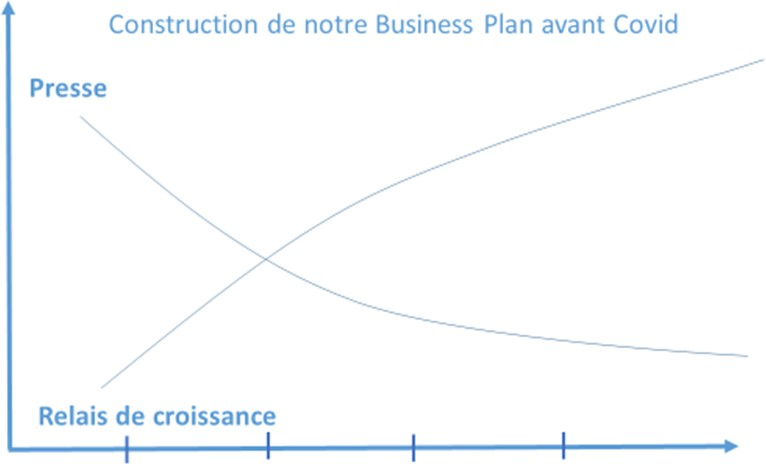 Construction de notre Business Plan avant Covid
Presse
Relais de croissance